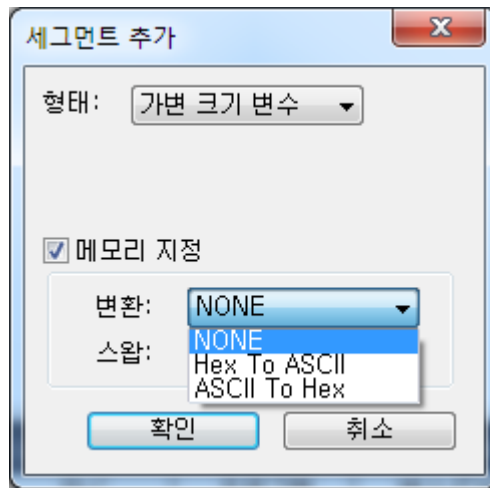 세그먼트 추가
형태: 가변 크기 변수
메모리 지정
변환: NONE
NONE
스왑: Hex To ASCII
ASCII To Hex
확인 취소